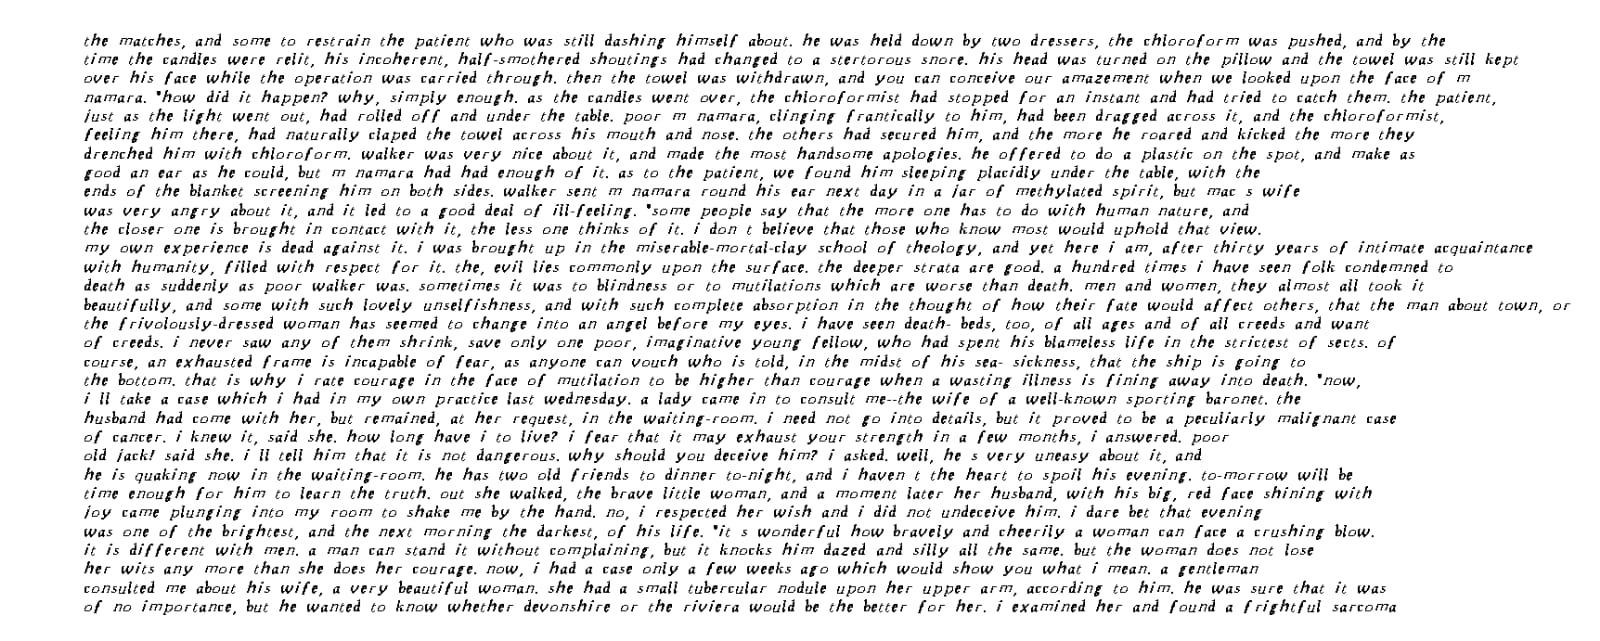 the matches, and some to restrain the patient who was still dashing himself about. he was held down by two dressers, the chloroform was pushed, and by the
time the candles were relit, his incoherent, half-smothered shoutings had changed to a stertorous snore. his head was turned on the pillow and the towel was still kept
over his face while the operation was carried through. then the towel was withdrawn, and you can conceive our amazement when we looked upon the face of m
namara. "how did it happen? why, simply enough. as the candles went over, the chloroformist had stopped for an instant and had tried to catch them. the patient,
just as the light went out, had rolled off and under the table. poor m namara, clinging frantically to him, had been dragged across it, and the chloroformist,
feeling him there, had naturally claped the towel across his mouth and nose. the others had secured him, and the more he roared and kicked the more they
drenched him with chloroform. walker was very nice about it, and made the most handsome apologies. he offered to do a plastic on the spot, and make as
good an ear as he could, but m namara had had enough of it. as to the patient, we found him sleeping placidly under the table, with the
ends of the blanket screening him on both sides. walker sent m namara round his ear next day in a jar of methylated spirit, but mac s wife
was very angry about it, and it led to a good deal of ill-feeling. "some people say that the more one has to do with human nature, and
the closer one is brought in contact with it, the less one thinks of it. i don t believe that those who know most would uphold that view.
my own experience is dead against it. i was brought up in the miserable-mortal-clay school of theology, and yet here i am, after thirty years of intimate acquaintance
with humanity, filled with respect for it. the, evil lies commonly upon the surface. the deeper strata are good. a hundred times i have seen folk condemned to
death as suddenly as poor walker was. sometimes it was to blindness or to mutilations which are worse than death. men and women, they almost all took it
beautifully, and some with such lovely unselfishness, and with such complete absorption in the thought of how their fate would affect others, that the man about town, or
the frivolously-dressed woman has seemed to change into an angel before my eyes. i have seen death- beds, too, of all ages and of all creeds and want
of creeds. i never saw any of them shrink, save only one poor, imaginative young fellow, who had spent his blameless life in the strictest of sects. of
course, an exhausted frame is incapable of fear, as anyone can vouch who is told, in the midst of his sea- sickness, that the ship is going to
the bottom. that is why i rate courage in the face of mutilation to be higher than courage when a wasting illness is fining away into death. "now,
i ll take a case which i had in my own practice last wednesday. a lady came in to consult me--the wife of a well-known sporting baronet. the
husband had come with her, but remained, at her request, in the waiting-room. i need not go into details, but it proved to be a peculiarly malignant case
of cancer. i knew it, said she. how long have i to live? i fear that it may exhaust your strength in a few months, i answered. poor
old jack! said she. i ll tell him that it is not dangerous. why should you deceive him? i asked. well, he s very uneasy about it, and
he is quaking now in the waiting-room. he has two old friends to dinner to-night, and i haven t the heart to spoil his evening. to-morrow will be
time enough for him to learn the truth. out she walked, the brave little woman, and a moment later her husband, with his big, red face shining with
joy came plunging into my room to shake me by the hand. no, i respected her wish and i did not undeceive him. i dare bet that evening
was one of the brightest, and the next morning the darkest, of his life. "it s wonderful how bravely and cheerily a woman can face a crushing blow.
it is different with men. a man can stand it without complaining, but it knocks him dazed and silly all the same. but the woman does not lose
her wits any more than she does her courage. now, i had a case only a few weeks ago which would show you what i mean. a gentleman
consulted me about his wife, a very beautiful woman. she had a small tubercular nodule upon her upper arm, according to him. he was sure that it was
of no importance, but he wanted to know whether devonshire or the riviera would be the better for her. i examined her and found a frightful sarcoma